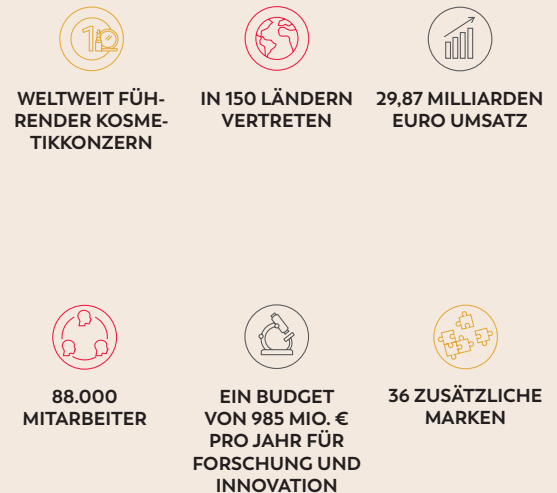 1
WELTWEIT FÜH-
RENDER KOSME-
TIKKONZERN
IN 150 LÄNDERN
VERTRETEN
29,87 MILLIARDEN
EURO UMSATZ
88.000
MITARBEITER
EIN BUDGET
VON 985 MIO. €
PRO JAHR FÜR
FORSCHUNG UND
INNOVATION
36 ZUSÄTZLICHE
MARKEN